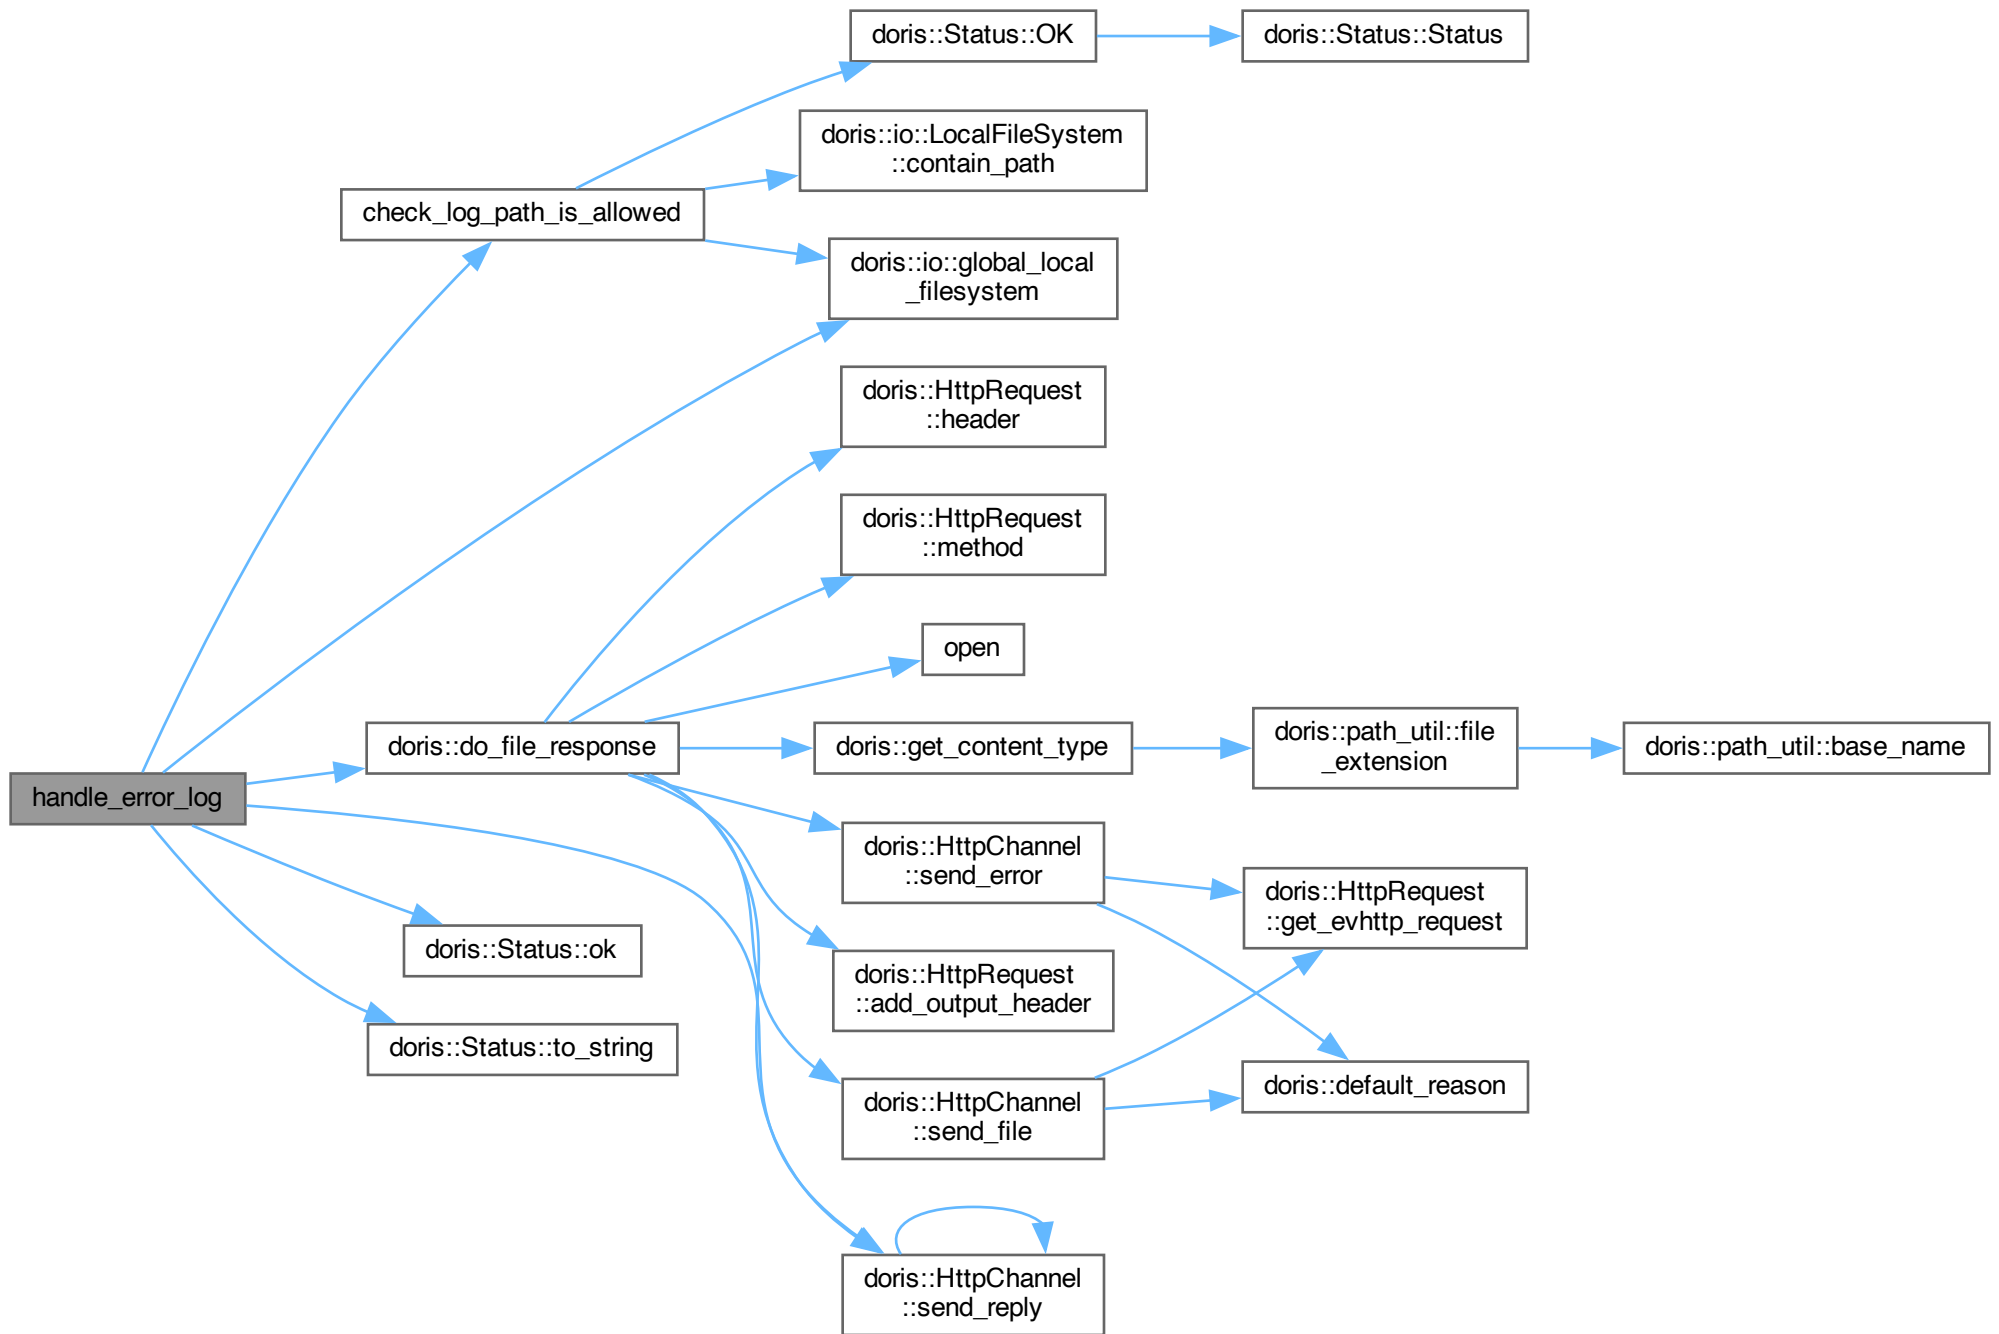 doris::Status::OK
doris::Status::Status
doris::io::LocalFileSystem
::contain_path
check_log_path_is_allowed
doris::io::global_local
_filesystem
doris::HttpRequest
::header
doris::HttpRequest
::method
open
doris::do_file_response
doris::get_content_type
doris::path_util::file
_extension
doris::path_util::base_name
handle_error_log
doris::HttpChannel
::send_error
doris::HttpRequest
::get_evhttp_request
doris::Status::ok
doris::HttpRequest
::add_output_header
doris::Status::to_string
doris::HttpChannel
::send_file
doris::default_reason
doris::HttpChannel
::send_reply